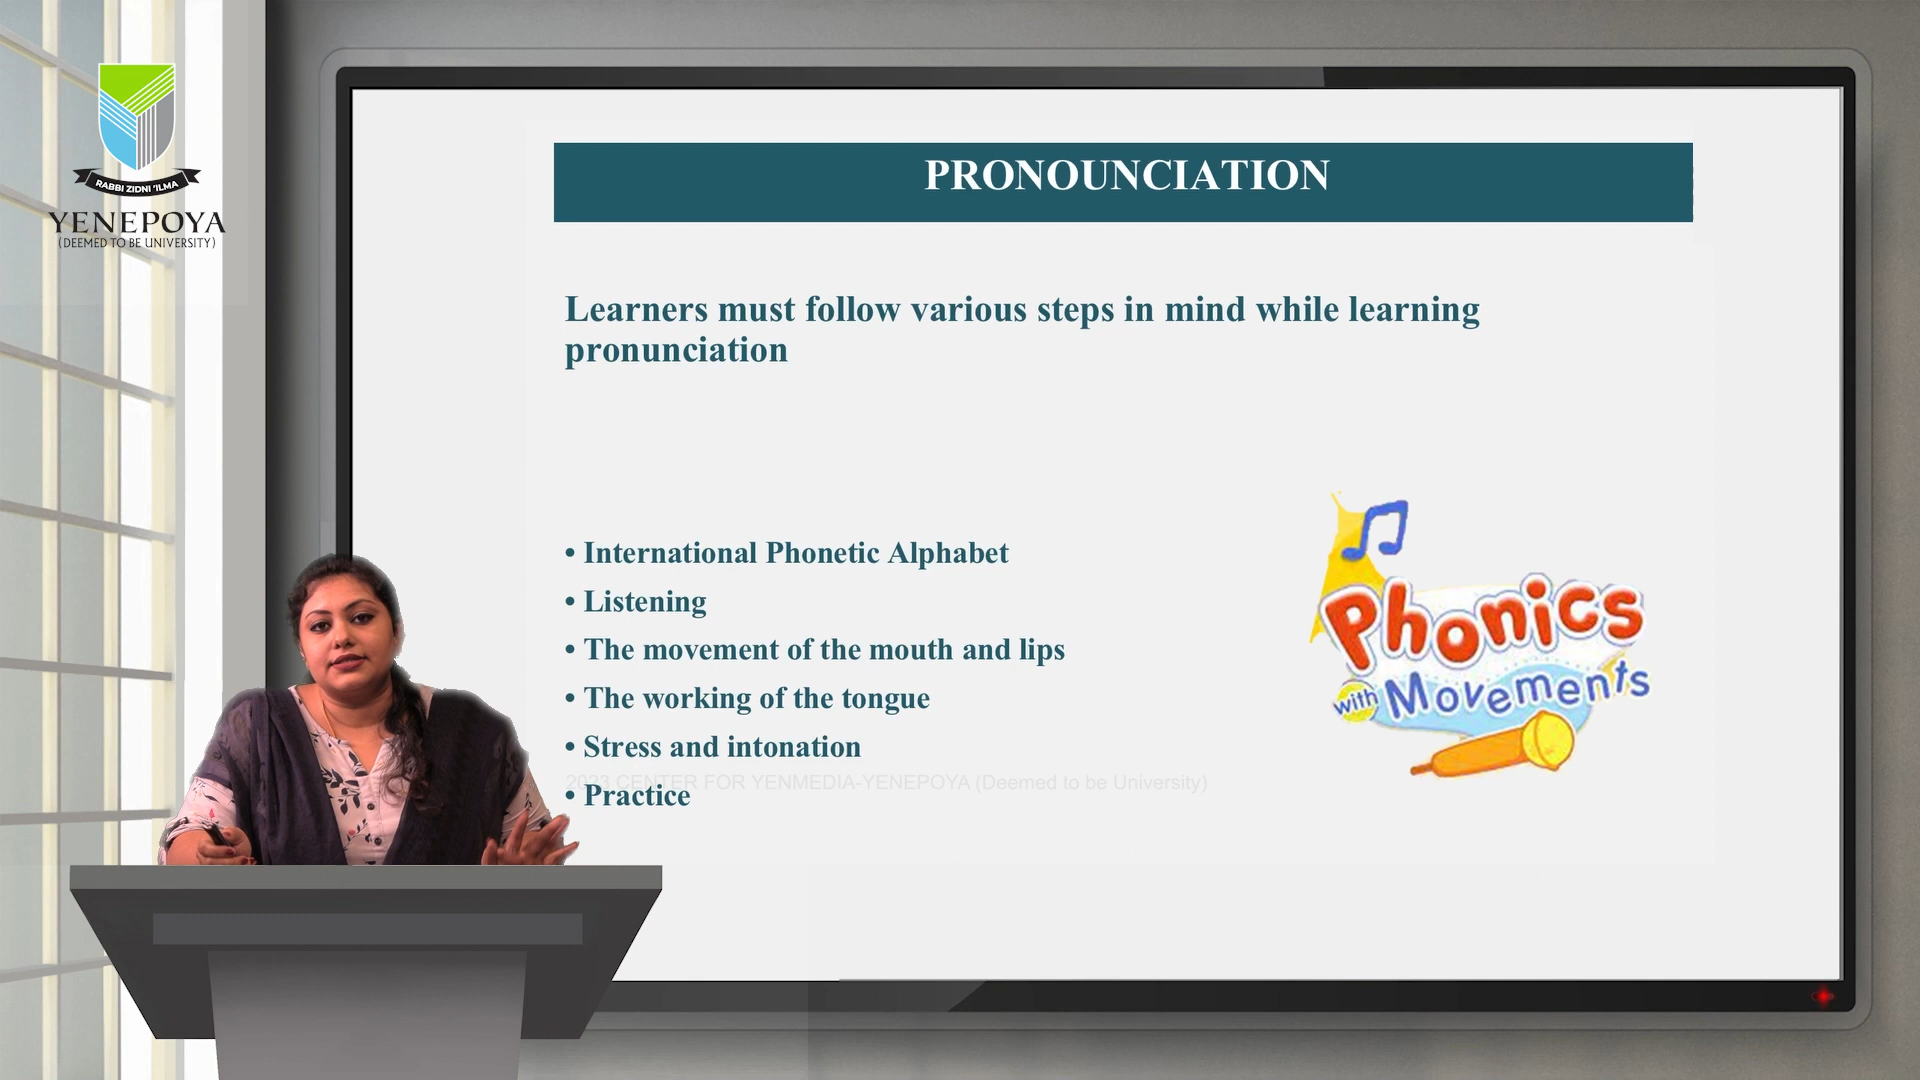 RABBI ZIDNI 'ILMA
YENEPOYA
(DEEMED TO BE UNIVERSITY)
PRONOUNCIATION
Learners must follow various steps in mind while learning
pronunciation
• International Phonetic Alphabet
• Listening
• The movement of the mouth and lips
• The working of the tongue
• Stress and intonation
2023 CENTER FOR YENMEDIA-YENEPOYA (Deemed to be University)
• Practice
Phonics
with Movements